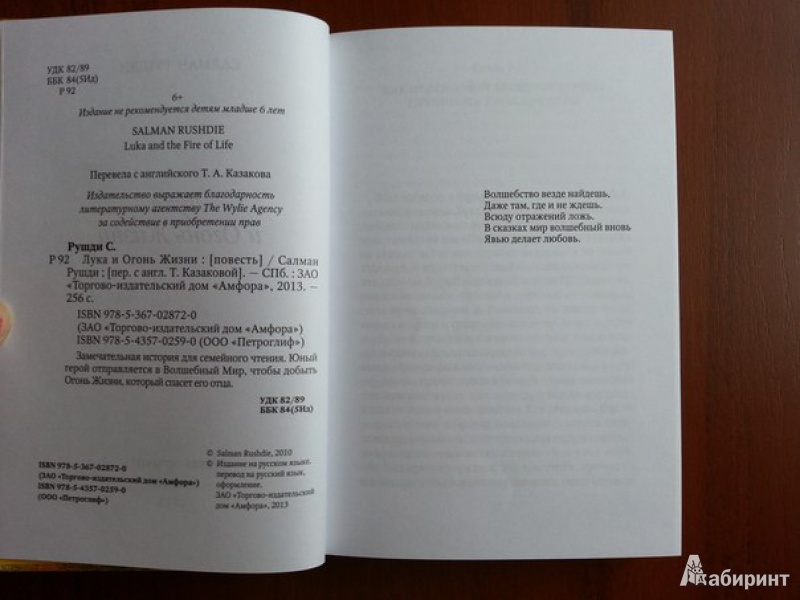 УДК 82/89
ББК 84(5Ид)
Р 92
6+
Издание не рекомендуется детям младше 6 лет
SALMAN RUSHDIE
Luka and the Fire of Life
Перевела с английского Т. А. Казакова
Издательство выражает благодарность
литературному агентству The Wylie Agency
за содействие в приобретении прав
Рушди С.
Р 92 Лука и Огонь Жизни : [повесть] / Салман
Рушди ; [пер. с англ. Т. Казаковой]. — СПб. : ЗАО
«Торгово-издательский дом «Амфора», 2013. —
256 с.
ISBN 978-5-367-02872-0
(ЗАО «Торгово-издательский дом «Амфора»)
ISBN 978-5-4357-0259-0 (ООО «Петроглиф»)
Замечательная история для семейного чтения. Юный
герой отправляется в Волшебный Мир, чтобы добыть
Огонь Жизни, который спасет его отца.
УДК 82/89
ББК 84(5Ид)
ISBN 978-5-367-02872-0
(ЗАО «Торгово-издательский дом «Амфора»)
ISBN 978-5-4357-0259-0
(ООО «Петроглиф»)
© Salman Rushdie, 2010
© Издание на русском языке,
перевод на русский язык,
оформление.
ЗАО «Торгово-издательский
дом «Амфора», 2013
Волшебство везде найдешь,
Даже там, где и не ждешь.
Всюду отражений ложь.
В сказках мир волшебный вновь
Явью делает любовь.
Лабиринт